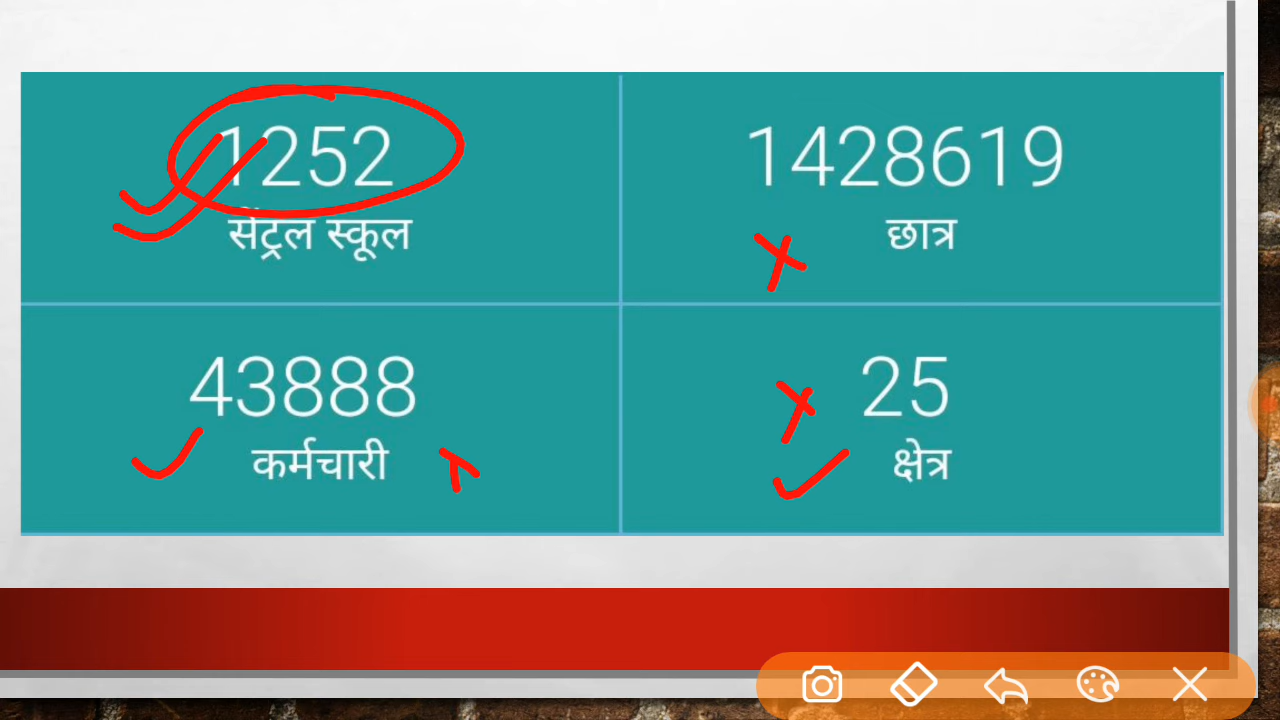 1252
सेंट्रल स्कूल
1428619
छात्र
43888
कर्मचारी
25
क्षेत्र